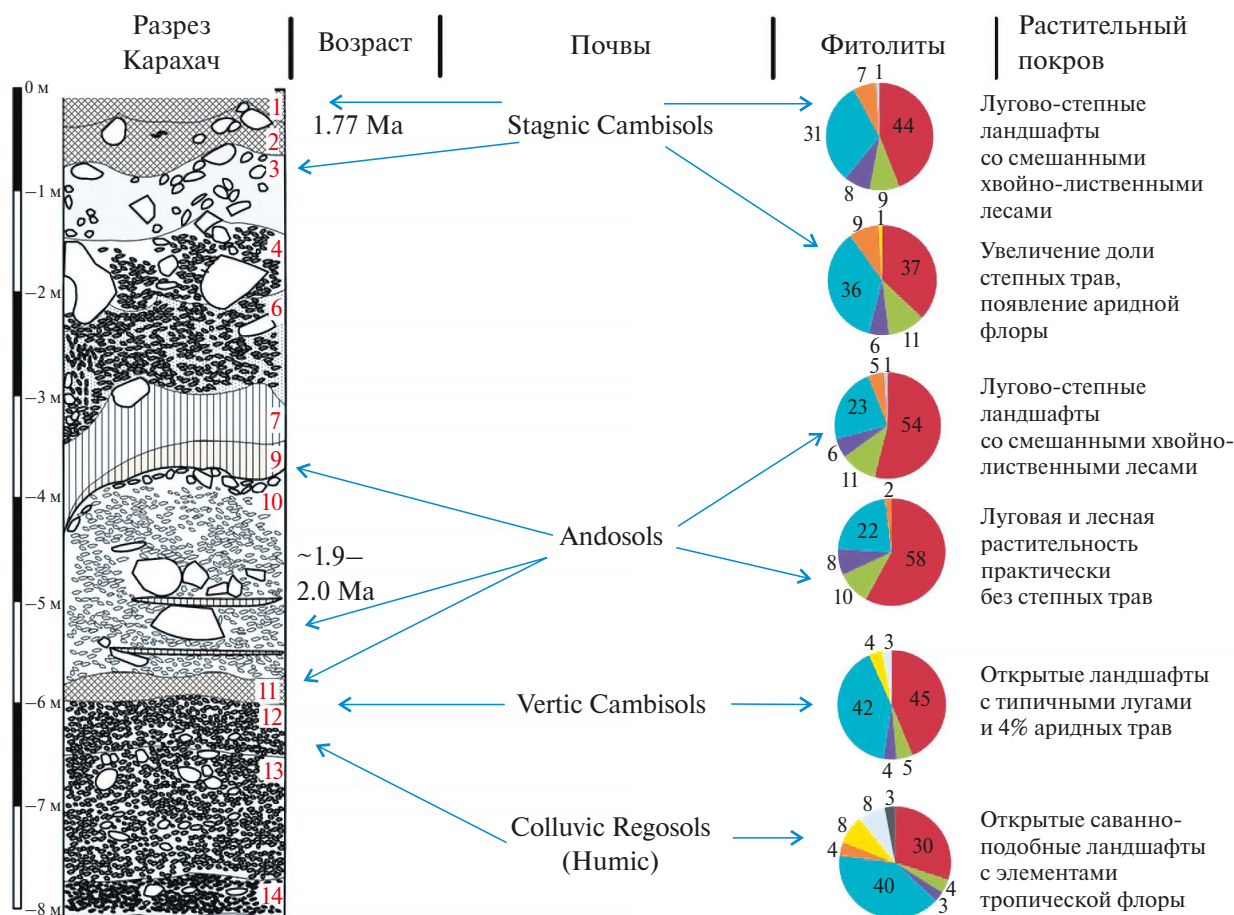 Разрез
Карахач
Возраст
Почвы
Фитолиты
Растительный
покров
0 м
–1 м
–2 м
–3 м
–4 м
–5 м
–6 м
–7 м
–8 м
1
2
3
4
6
7
9
10
11
12
13
14
1.77 Ma
~1.9–
2.0 Ma
Stagnic Cambisols
Andosols
Vertic Cambisols
Colluvic Regosols
(Humic)
7 1
31 44
8 9
Лугово-степные
ландшафты
со смешанными
хвойно-лиственными
лесами
9 1
36 37
6 11
Увеличение доли
степных трав,
появление аридной
флоры
5 1
23 54
6 11
Лугово-степные
ландшафты
со смешанными хвойно-
лиственными лесами
2
22 58
8 10
Луговая и лесная
растительность
практически
без степных трав
4 3
42 45
4 5
Открытые ландшафты
с типичными лугами
и 4% аридных трав
8 3
8 30
4
40 4
3
Открытые саванно-
подобные ландшафты
с элементами
тропической флоры